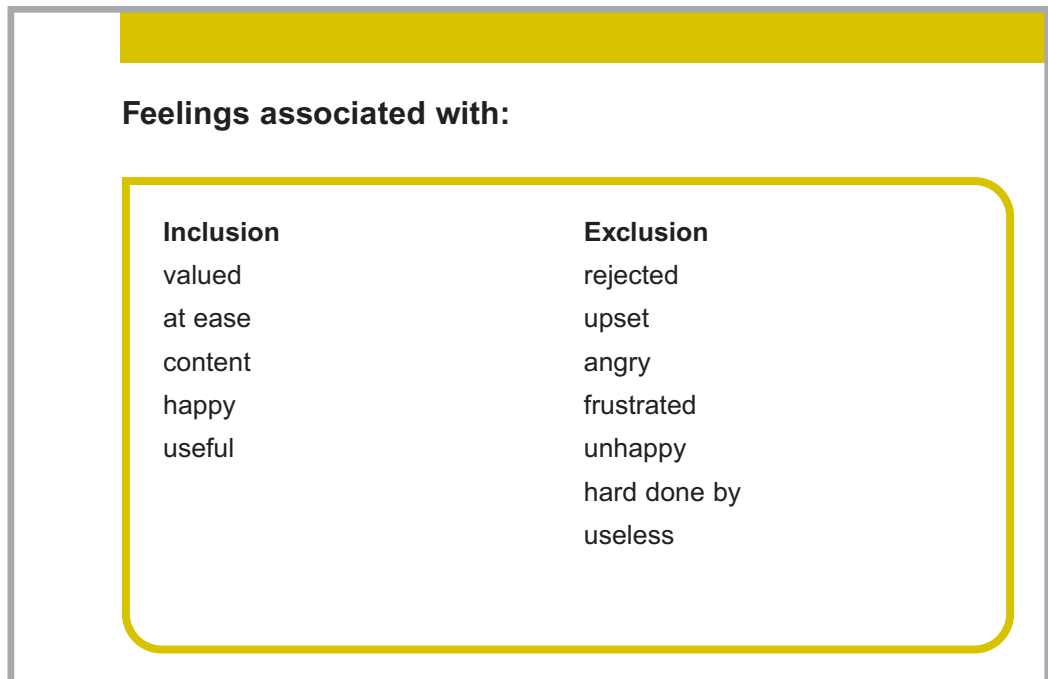 Feelings associated with:
Inclusion
valued
at ease
content
happy
useful
Exclusion
rejected
upset
angry
frustrated
unhappy
hard done by
useless